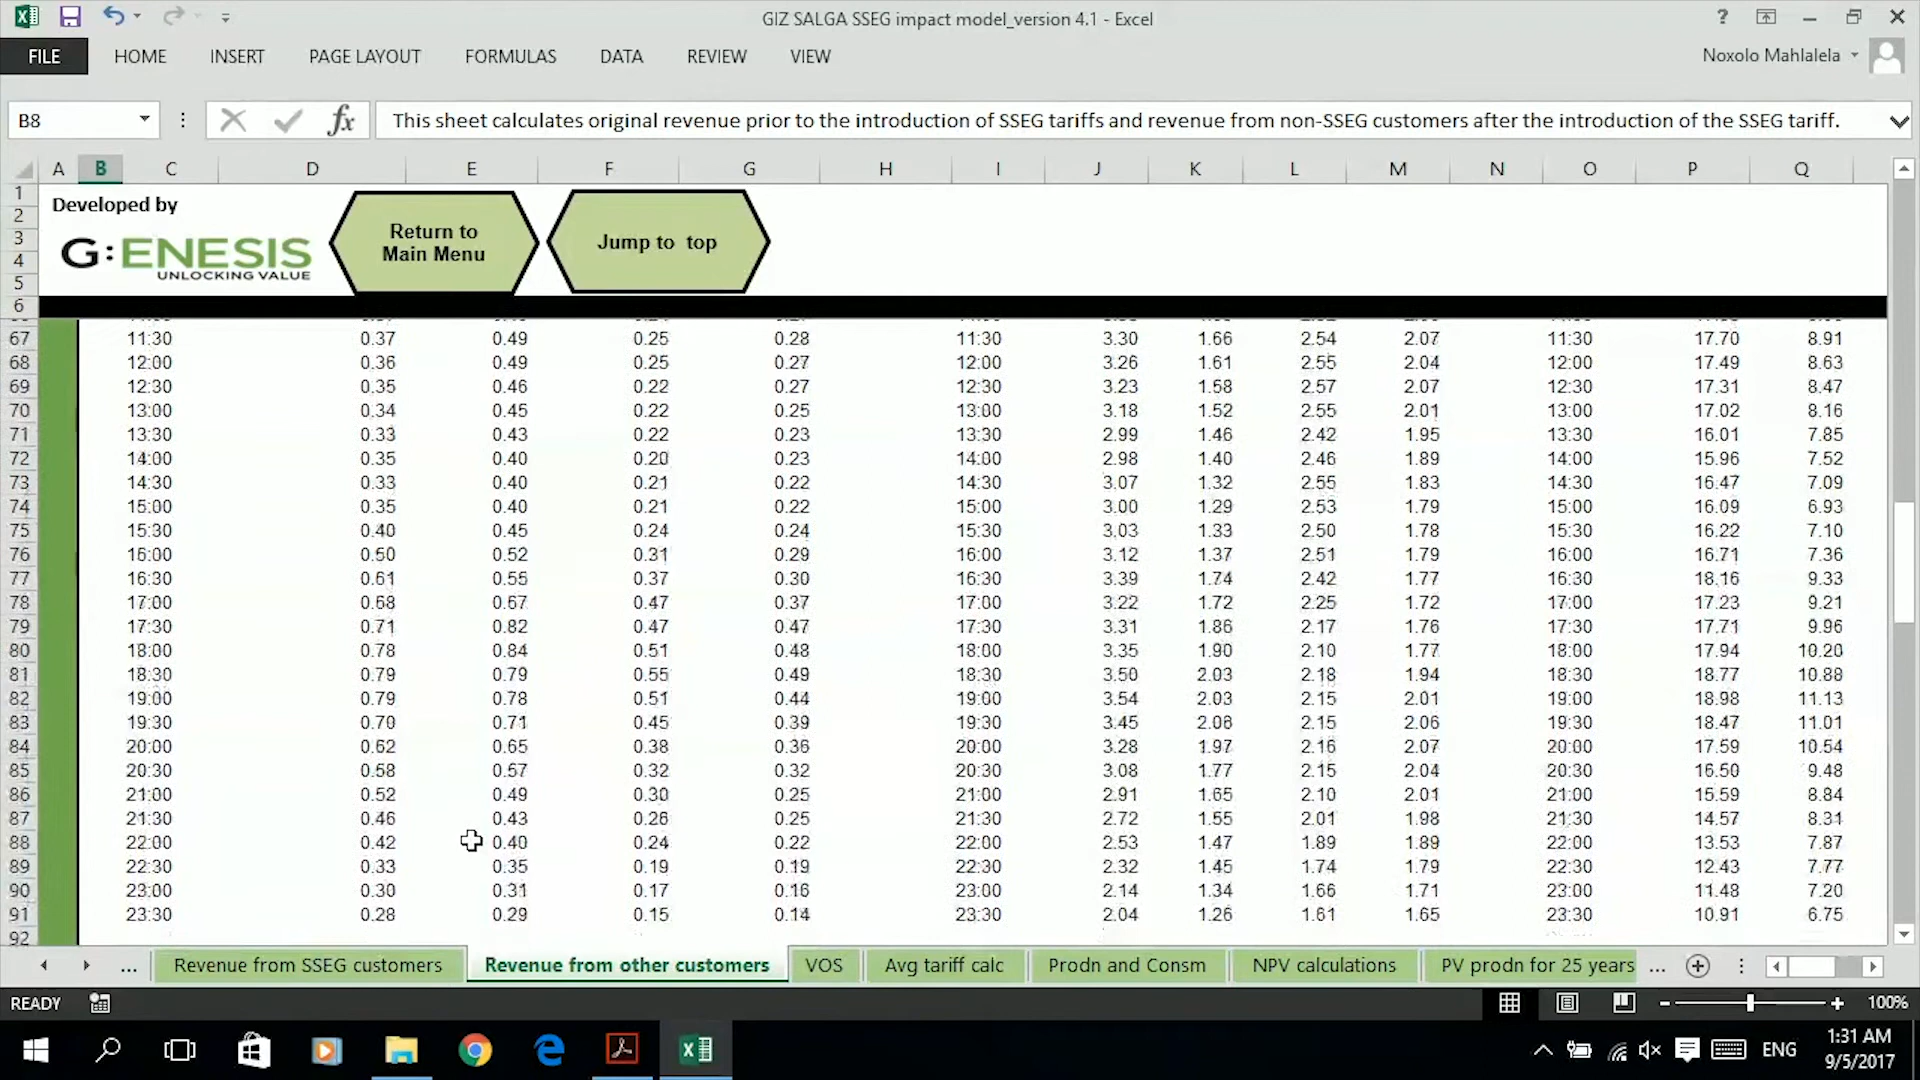 GIZ SALGA SSEG impact model_version 4.1 - Excel
FILE HOME INSERT PAGE LAYOUT FORMULAS DATA REVIEW VIEW Noxolo Mahlalela
B8 fx This sheet calculates original revenue prior to the introduction of SSEG tariffs and revenue from non-SSEG customers after the introduction of the SSEG tariff.
A B C D E F G H I J K L M N O P Q
1 Developed by
2 Return to
3 G:ENESIS Main Menu Jump to top
4 UNLOCKING VALUE
5
6
67 11:30 0.37 0.49 0.25 0.28 11:30 3.30 1.66 2.54 2.07 11:30 17.70 8.91
68 12:00 0.36 0.49 0.25 0.27 12:00 3.26 1.61 2.55 2.04 12:00 17.49 8.63
69 12:30 0.35 0.46 0.22 0.27 12:30 3.23 1.58 2.57 2.07 12:30 17.31 8.47
70 13:00 0.34 0.45 0.22 0.25 13:00 3.18 1.52 2.55 2.01 13:00 17.02 8.16
71 13:30 0.33 0.43 0.22 0.23 13:30 2.99 1.46 2.42 1.95 13:30 16.01 7.85
72 14:00 0.35 0.40 0.20 0.23 14:00 2.98 1.40 2.46 1.89 14:00 15.96 7.52
73 14:30 0.33 0.40 0.21 0.22 14:30 3.07 1.32 2.55 1.83 14:30 16.47 7.09
74 15:00 0.35 0.40 0.21 0.22 15:00 3.00 1.29 2.53 1.79 15:00 16.09 6.93
75 15:30 0.40 0.45 0.24 0.24 15:30 3.03 1.33 2.50 1.78 15:30 16.22 7.10
76 16:00 0.50 0.52 0.31 0.29 16:00 3.12 1.37 2.51 1.79 16:00 16.71 7.36
77 16:30 0.61 0.55 0.37 0.30 16:30 3.39 1.74 2.42 1.77 16:30 18.16 9.33
78 17:00 0.68 0.67 0.47 0.37 17:00 3.22 1.72 2.25 1.72 17:00 17.23 9.21
79 17:30 0.71 0.82 0.47 0.47 17:30 3.31 1.86 2.17 1.76 17:30 17.71 9.96
80 18:00 0.78 0.84 0.51 0.48 18:00 3.35 1.90 2.10 1.77 18:00 17.94 10.20
81 18:30 0.79 0.79 0.55 0.49 18:30 3.50 2.03 2.18 1.94 18:30 18.77 10.88
82 19:00 0.79 0.78 0.51 0.44 19:00 3.54 2.03 2.15 2.01 19:00 18.98 11.13
83 19:30 0.70 0.71 0.45 0.39 19:30 3.45 2.06 2.15 2.06 19:30 18.47 11.01
84 20:00 0.62 0.65 0.38 0.36 20:00 3.28 1.97 2.16 2.07 20:00 17.59 10.54
85 20:30 0.58 0.57 0.32 0.32 20:30 3.08 1.77 2.15 2.04 20:30 16.50 9.48
86 21:00 0.52 0.49 0.30 0.25 21:00 2.91 1.65 2.10 2.01 21:00 15.59 8.84
87 21:30 0.46 0.43 0.26 0.25 21:30 2.72 1.55 2.01 1.98 21:30 14.57 8.31
88 22:00 0.42 0.40 0.24 0.22 22:00 2.53 1.47 1.89 1.89 22:00 13.53 7.87
89 22:30 0.33 0.35 0.19 0.19 22:30 2.32 1.45 1.74 1.79 22:30 12.43 7.77
90 23:00 0.30 0.31 0.17 0.16 23:00 2.14 1.34 1.66 1.71 23:00 11.48 7.20
91 23:30 0.28 0.29 0.15 0.14 23:30 2.04 1.26 1.61 1.65 23:30 10.91 6.75
92
... Revenue from SSEG customers Revenue from other customers VOS Avg tariff calc Prodn and Consm NPV calculations PV prodn for 25 years ...
READY 100%
ENG 1:31 AM
9/5/2017